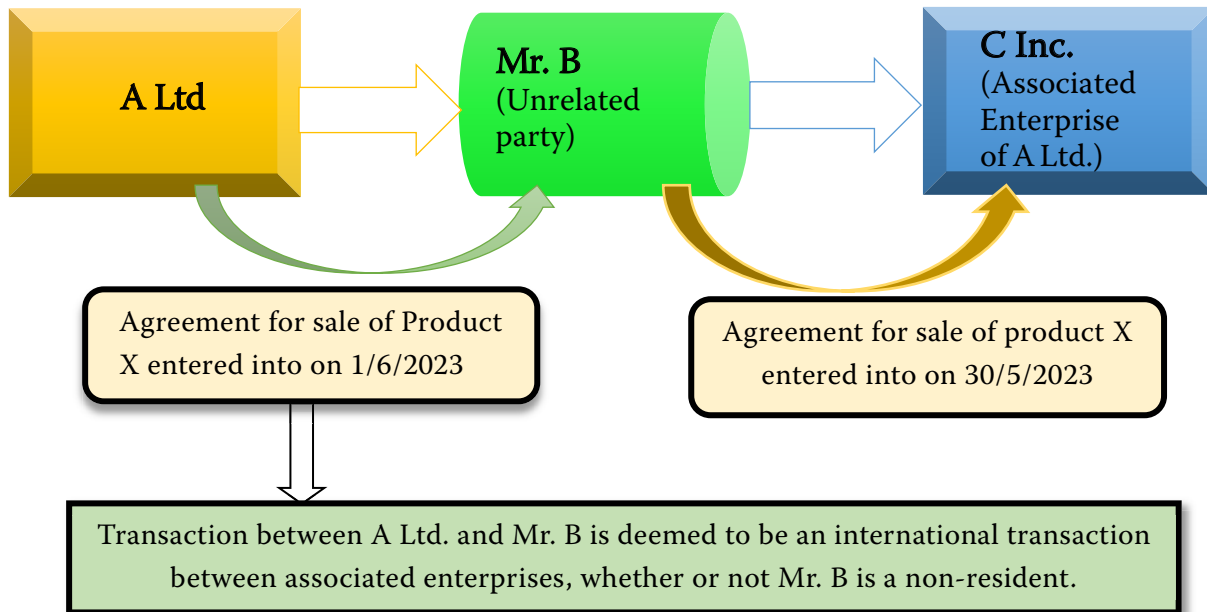 A Ltd
Mr. B
(Unrelated
party)
C Inc.
(Associated
Enterprise
of A Ltd.)
Agreement for sale of Product
X entered into on 1/6/2023
Agreement for sale of product X
entered into on 30/5/2023
Transaction between A Ltd. and Mr. B is deemed to be an international transaction
between associated enterprises, whether or not Mr. B is a non-resident.